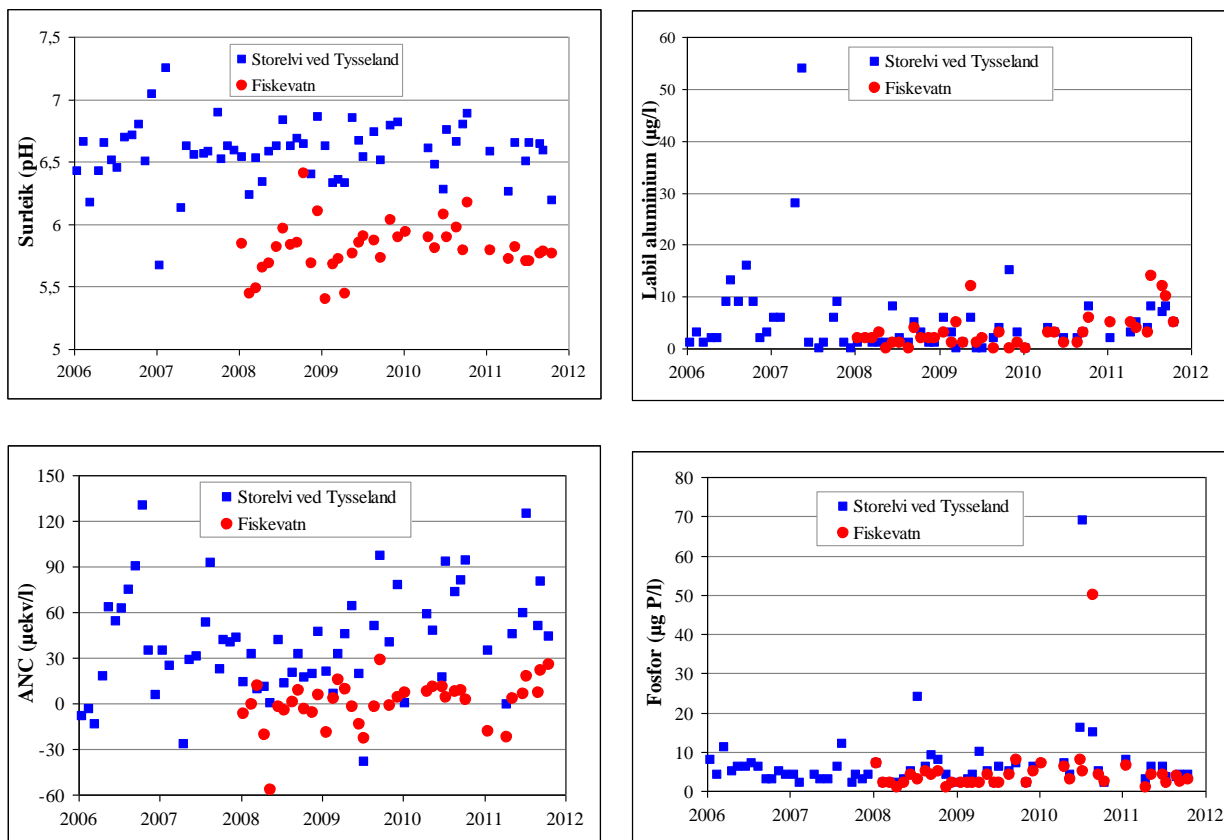 7,5
7
6,5
6
5,5
5
2006 2007 2008 2009 2010 2011 2012
Surleik (pH)
Storelvi ved Tysseland
Fiskevatn
60
50
40
30
20
10
0
2006 2007 2008 2009 2010 2011 2012
Labil aluminium (µg/l)
Storelvi ved Tysseland
Fiskevatn
150
120
90
60
30
0
-30
-60
2006 2007 2008 2009 2010 2011 2012
ANC (µekv/l)
Storelvi ved Tysseland
Fiskevatn
80
70
60
50
40
30
20
10
0
2006 2007 2008 2009 2010 2011 2012
Fosfor (µg P/l)
Storelvi ved Tysseland
Fiskevatn